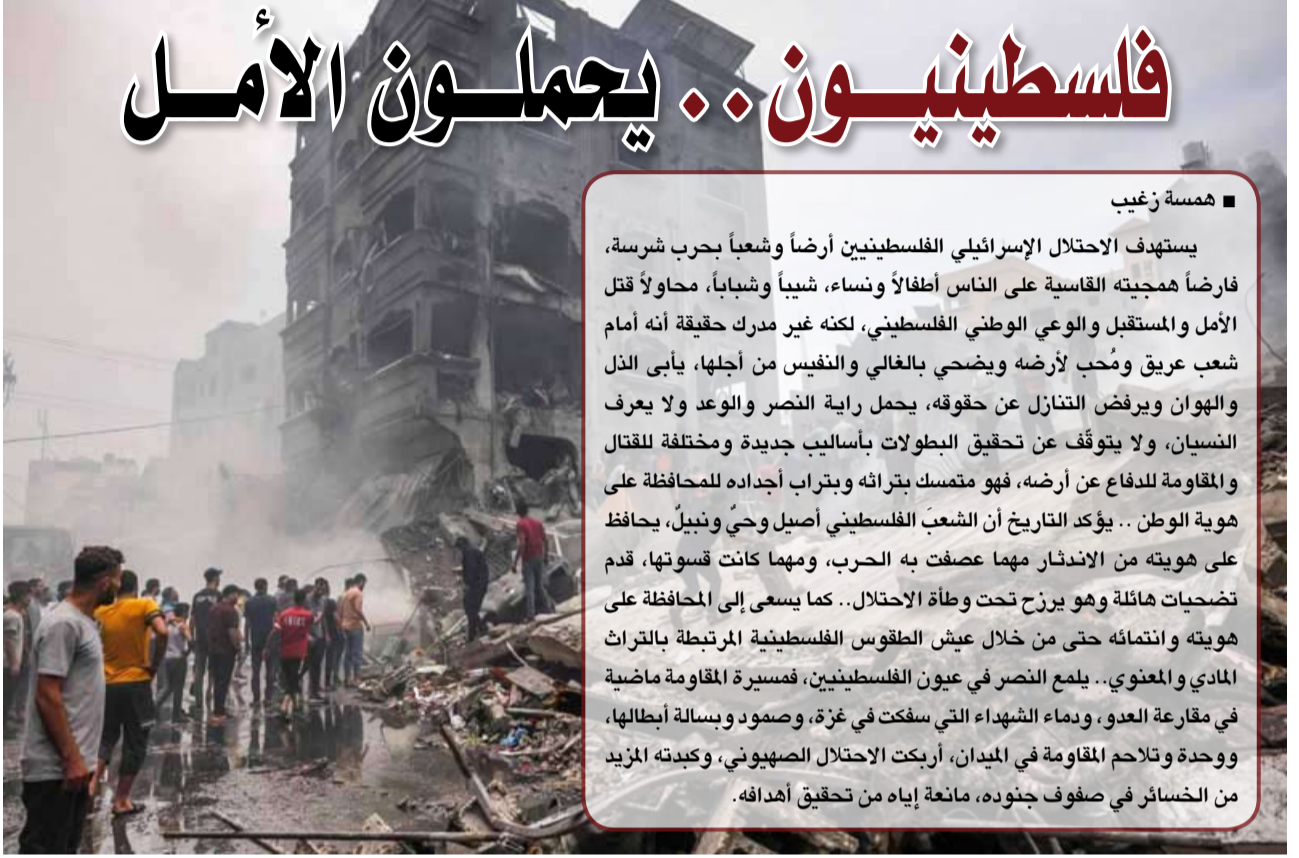 فلسطينيــون.. يحملــون الأمــل
■ همسة زغيب
يستهدف الاحتلال الإسرائيلي الفلسطينيين أرضاً وشعباً بحرب شرسة،
فارضاً همجيته القاسية على الناس أطفالاً ونساء، شيباً وشباباً، محاولاً قتل
الأمل والمستقبل والوعي الوطني الفلسطيني، لكنه غير مدرك حقيقة أنه أمام
شعب عريق ومُحب لأرضه ويضحي بالغالي والنفيس من أجلها، يأبى الذل
والهوان ويرفض التنازل عن حقوقه، يحمل راية النصر والوعد ولا يعرف
النسيان، ولا يتوقّف عن تحقيق البطولات بأساليب جديدة ومختلفة للقتال
والمقاومة للدفاع عن أرضه، فهو متمسك بتراثه وبتراب أجداده للمحافظة على
هوية الوطن .. يؤكد التاريخ أن الشعبَ الفلسطيني أصيل وحيٌ ونبيلٌ، يحافظ
على هويته من الاندثار مهما عصفت به الحرب، ومهما كانت قسوتها، قدم
تضحيات هائلة وهو يرزح تحت وطأة الاحتلال.. كما يسعى إلى المحافظة على
هويته وانتمائه حتى من خلال عيش الطقوس الفلسطينية المرتبطة بالتراث
المادي والمعنوي.. يلمع النصر في عيون الفلسطينيين، فمسيرة المقاومة ماضية
في مقارعة العدو، ودماء الشهداء التي سفكت في غزة، وصمود وبسالة أبطالها،
ووحدة وتلاحم المقاومة في الميدان، أربكت الاحتلال الصهيوني، وكبدته المزيد
من الخسائر في صفوف جنوده، مانعة إياه من تحقيق أهدافه.